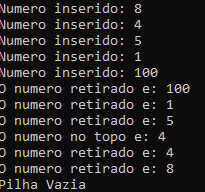 Numero inserido: 8
Numero inserido: 4
Numero inserido: 5
Numero inserido: 1
Numero inserido: 100
O numero retirado e: 100
O numero retirado e: 1
O numero retirado e: 5
O numero no topo e: 4
O numero retirado e: 4
O numero retirado e: 8
Pilha Vazia